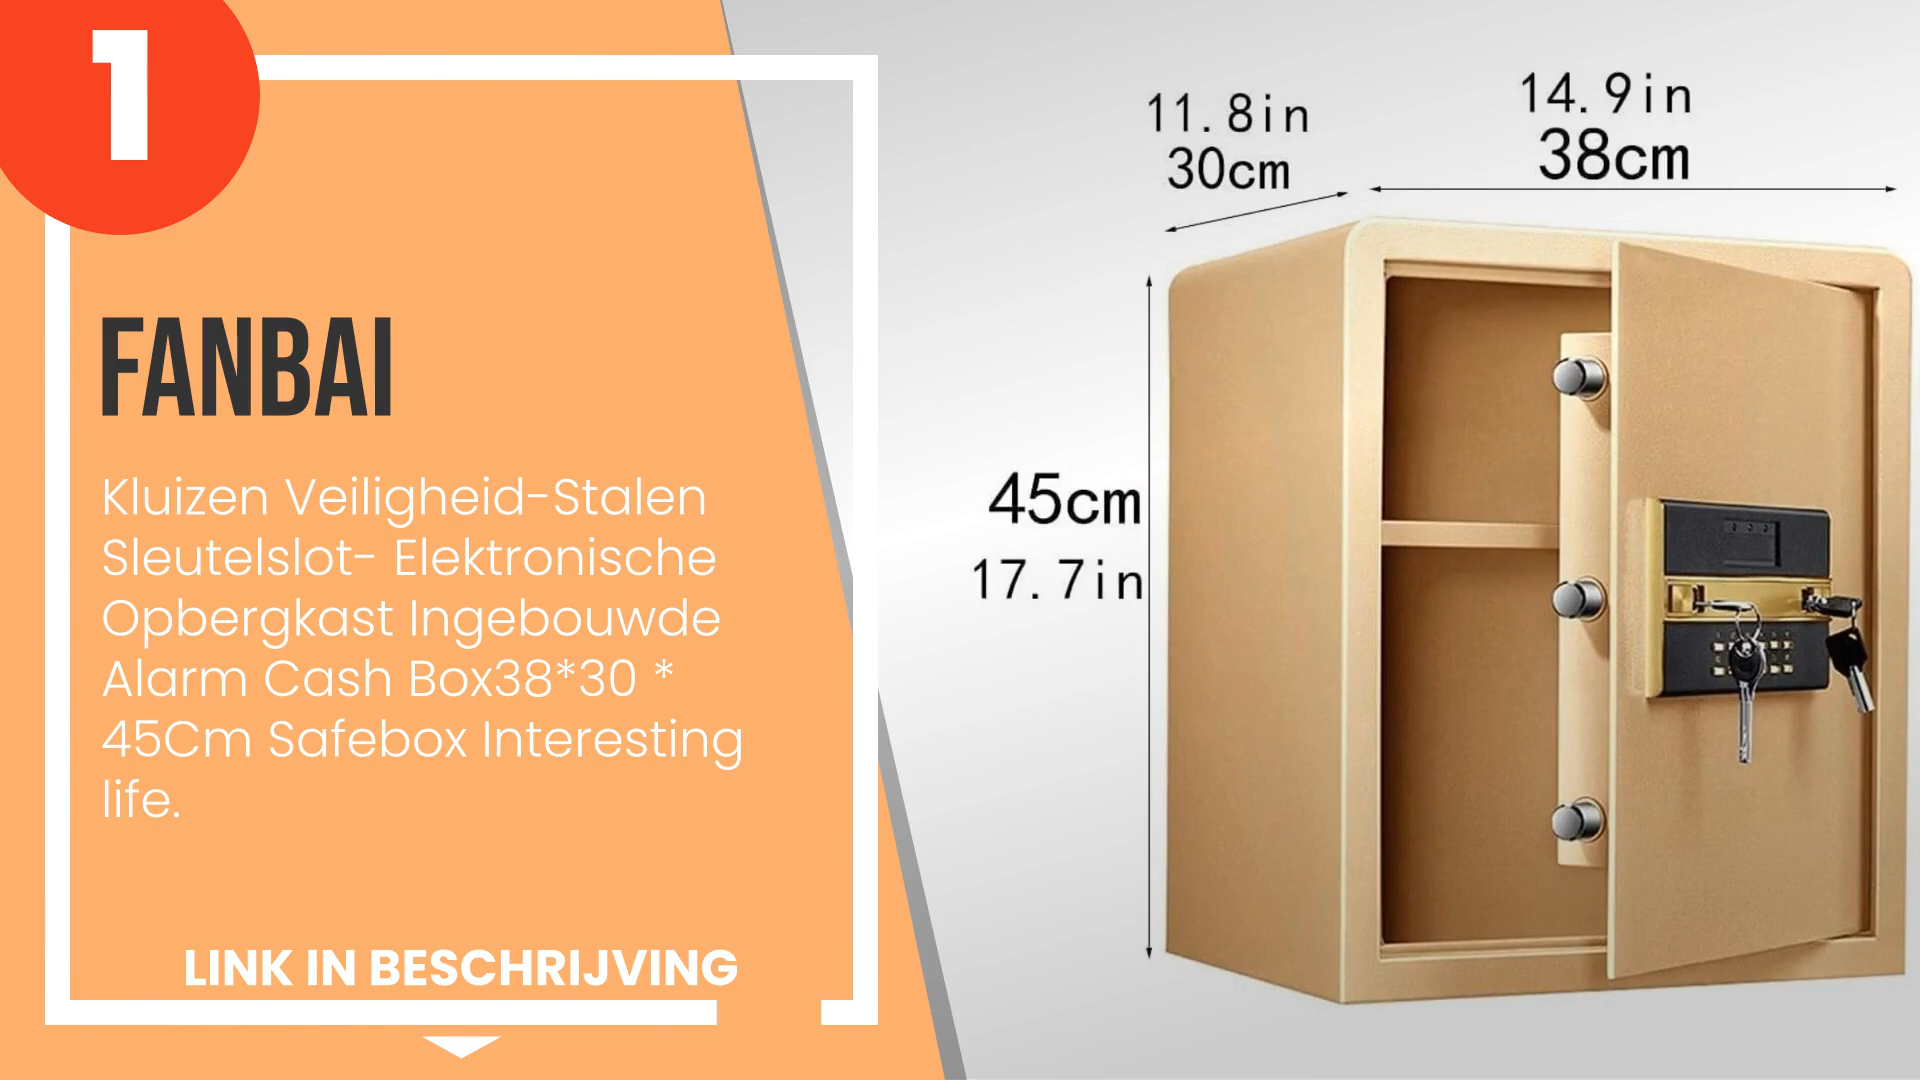 1
FANBAI
Kluizen Veiligheid-Stalen
Sleutelslot- Elektronische
Opbergkast Ingebouwde
Alarm Cash Box38*30 *
45Cm Safebox Interesting
life.
LINK IN BESCHRIJVING
11.8in
30cm
14.9in
38cm
45cm
17.7in